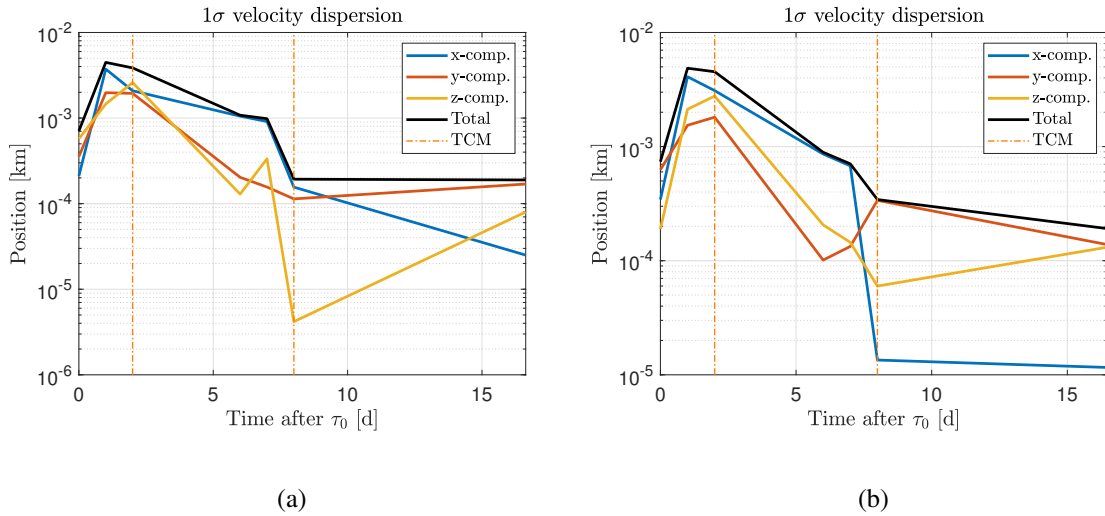 1σ velocity dispersion
10^-2
10^-3
10^-4
10^-5
10^-6
Position [km]
x-comp.
y-comp.
z-comp.
Total
TCM
0 5 10 15
Time after τ_0 [d]
(a)
1σ velocity dispersion
10^-2
10^-3
10^-4
10^-5
Position [km]
x-comp.
y-comp.
z-comp.
Total
TCM
0 5 10 15
Time after τ_0 [d]
(b)